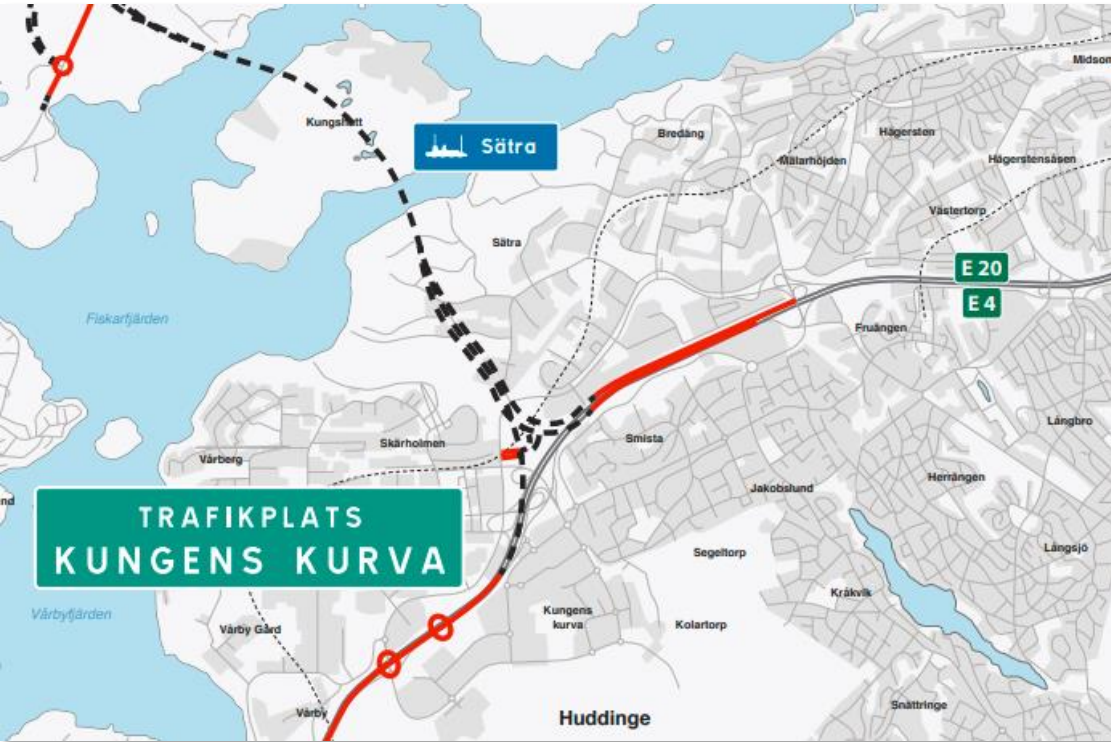 Midsom
Kungshatt
Sätra
Bredäng
Hägersten
Mälarhöjden
Hägerstensåsen
Västertorp
Sätra
E 20
E 4
Fiskarfjärden
Fruängen
Långbro
Skärholmen
Smista
Vårberg
Herrängen
Jakobslund
nd
TRAFIKPLATS
KUNGENS KURVA
Segeltorp
Långsjö
Kråkvik
Vårbyfjärden
Vårby Gård
Kungens
kurva
Kolartorp
Vårby
Huddinge
Snättringe